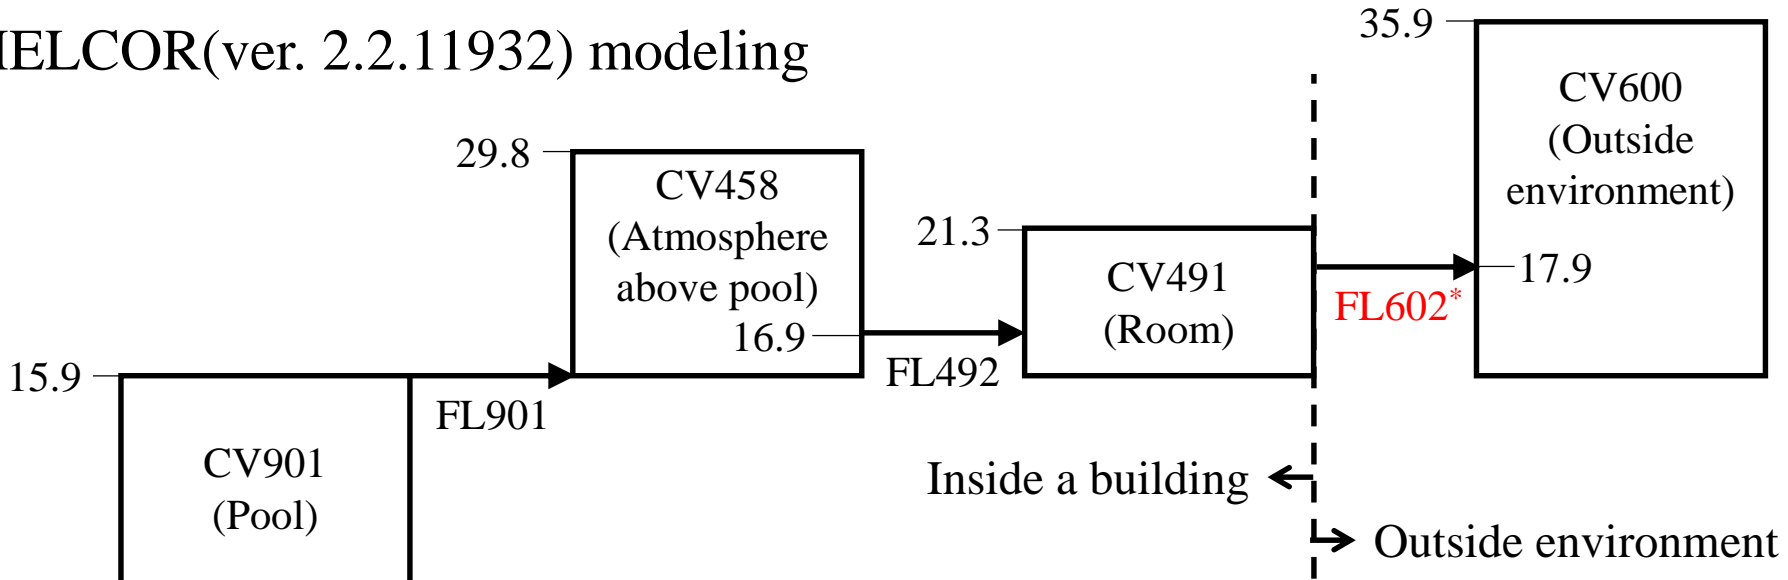 IELCOR(ver. 2.2.11932) modeling
35.9
CV600
(Outside
environment)
17.9
29.8
CV458
(Atmosphere
above pool)
16.9
21.3
CV491
(Room)
FL602*
FL492
15.9
FL901
CV901
(Pool)
Inside a building
Outside environment